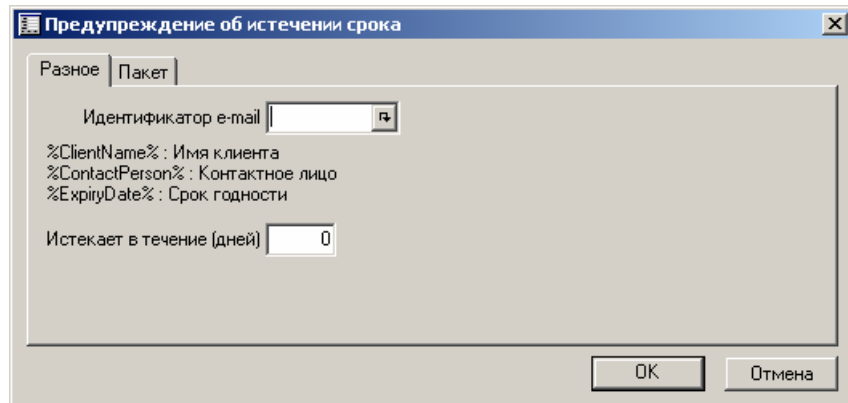 Предупреждение об истечении срока
Разное Пакет
Идентификатор e-mail
%ClientName% : Имя клиента
%ContactPerson% : Контактное лицо
%ExpiryDate% : Срок годности
Истекает в течение (дней) 0
OK Отмена